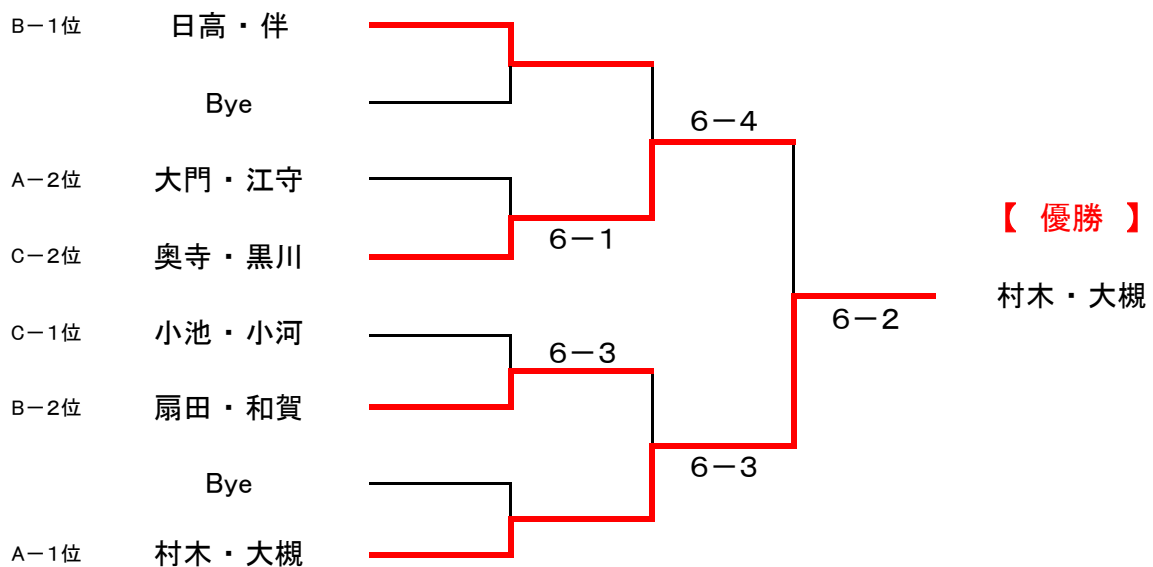 B－1位 日高・伴
Bye
6－4
A－2位 大門・江守
【 優勝 】
6－1
C－2位 奥寺・黒川
村木・大槻
6－2
C－1位 小池・小河
6－3
B－2位 扇田・和賀
6－3
Bye
A－1位 村木・大槻